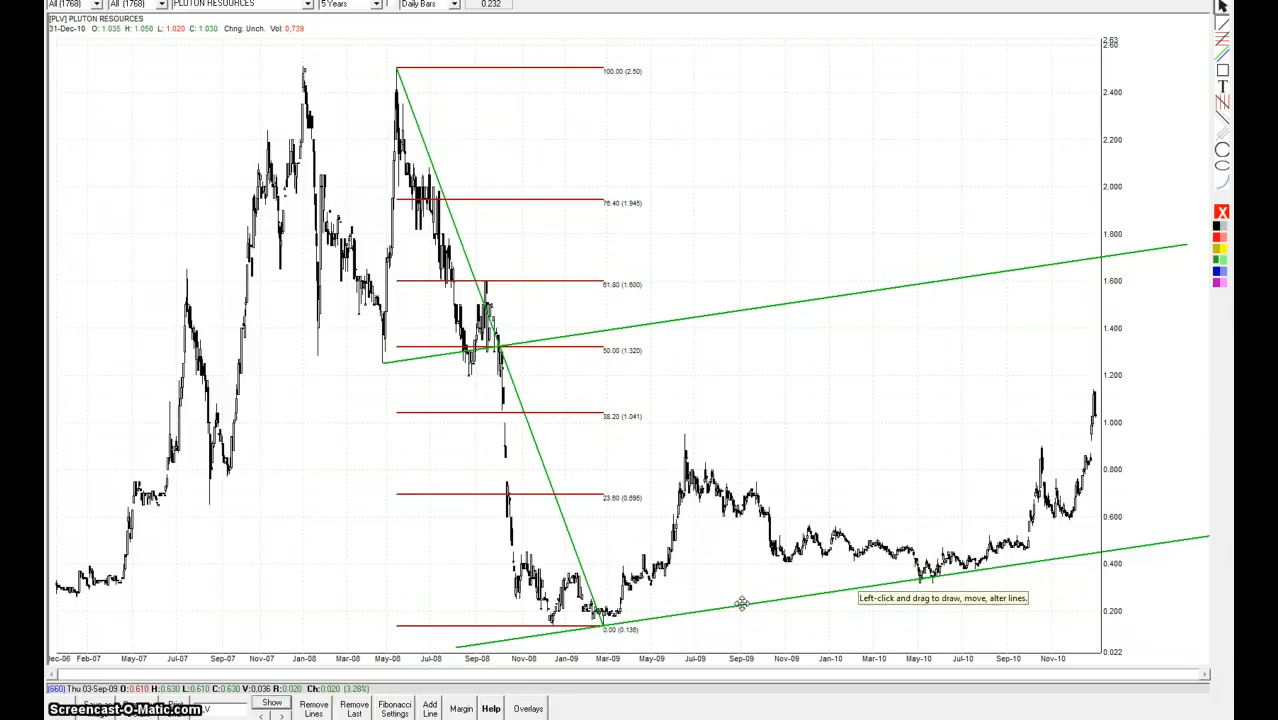 All (1768) All (1768) PLUTON RESOURCES 5 Years Daily Bars 0.232
[PLV] PLUTON RESOURCES
31-Dec-10 O: 1.035 H: 1.050 L: 1.020 C: 1.030 Chng: Unch. Vol: 0,739
2.63
2.60
100.00 (2.50)
2.400
2.000
76.40 (1.945)
1.800
1.600
61.80 (1.600)
1.400
50.00 (1.320)
1.200
38.20 (1.041)
1.000
0.800
23.60 (0.695)
0.600
0.400
Left-click and drag to draw, move, alter lines.
0.200
0.00 (0.135)
0.022
Dec-06 Feb-07 May-07 Jul-07 Sep-07 Nov-07 Jan-08 Mar-08 May-08 Jul-08 Sep-08 Nov-08 Jan-09 Mar-09 May-09 Jul-09 Sep-09 Nov-09 Jan-10 Mar-10 May-10 Jul-10 Sep-10 Nov-10
(660) Thu 03-Sep-09 O:0.610 H:0.630 L:0.610 C:0.630 V:0,036 R:0.020 Ch:0.020 (3.28%)
Show Remove Lines Remove Last Fibonacci Settings Add Line Margin Help Overlays
Screencast-O-Matic.com
T
X